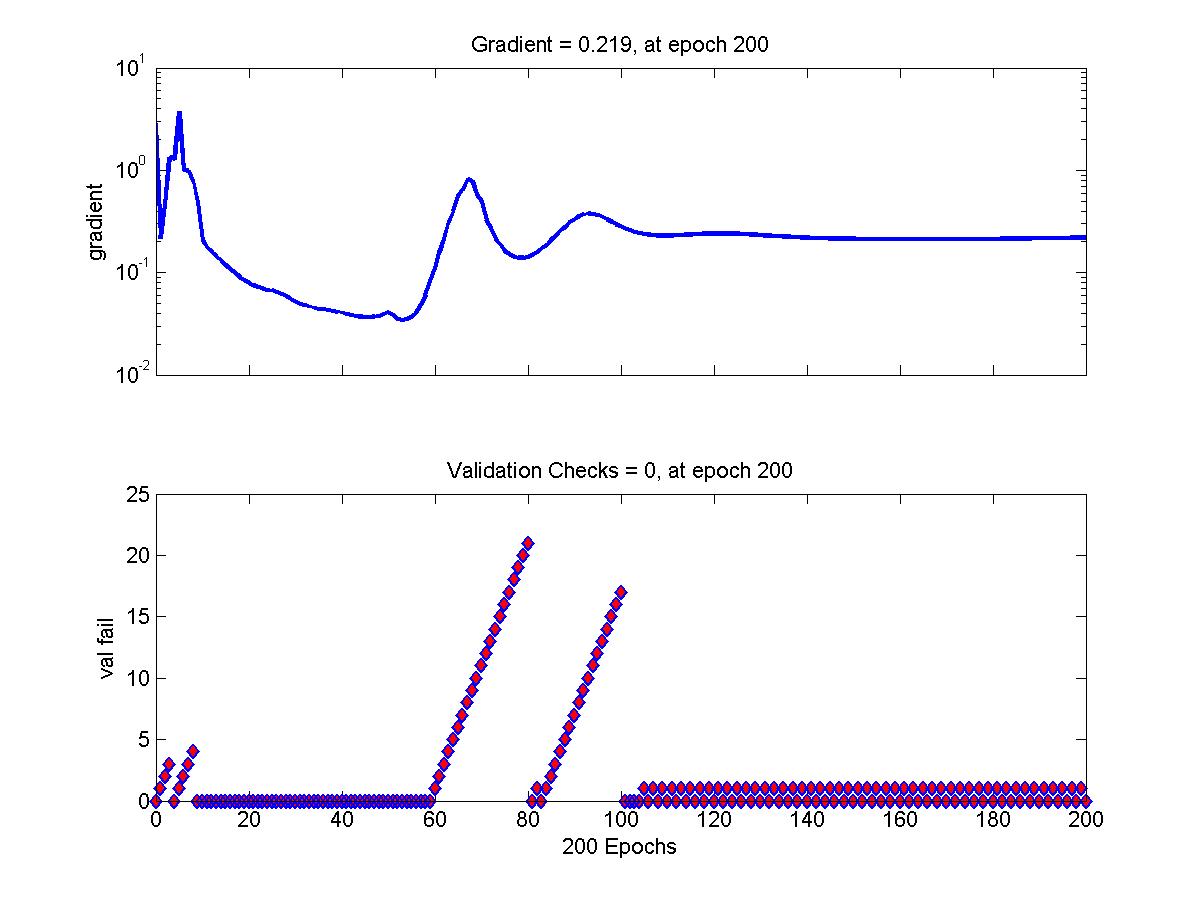 Gradient = 0.219, at epoch 200
10^1
10^0
10^-1
10^-2
gradient
Validation Checks = 0, at epoch 200
25
20
15
10
5
0
val fail
0 20 40 60 80 100 120 140 160 180 200
200 Epochs